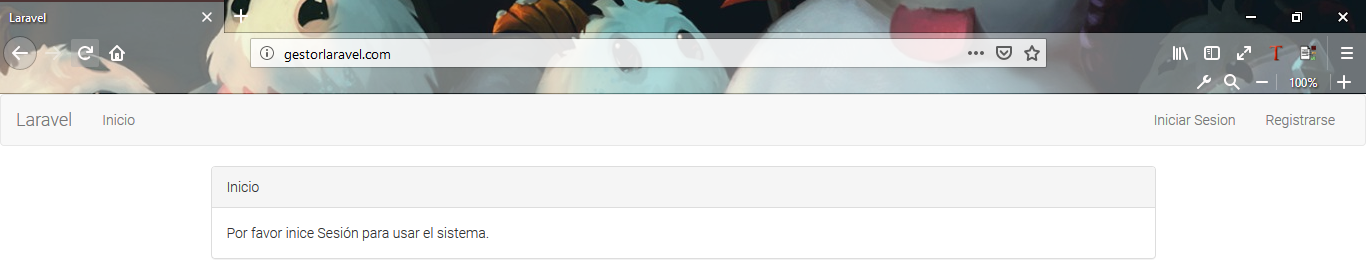 Laravel
gestorlaravel.com
100%
Laravel Inicio Iniciar Sesion Registrarse
Inicio
Por favor inice Sesión para usar el sistema.